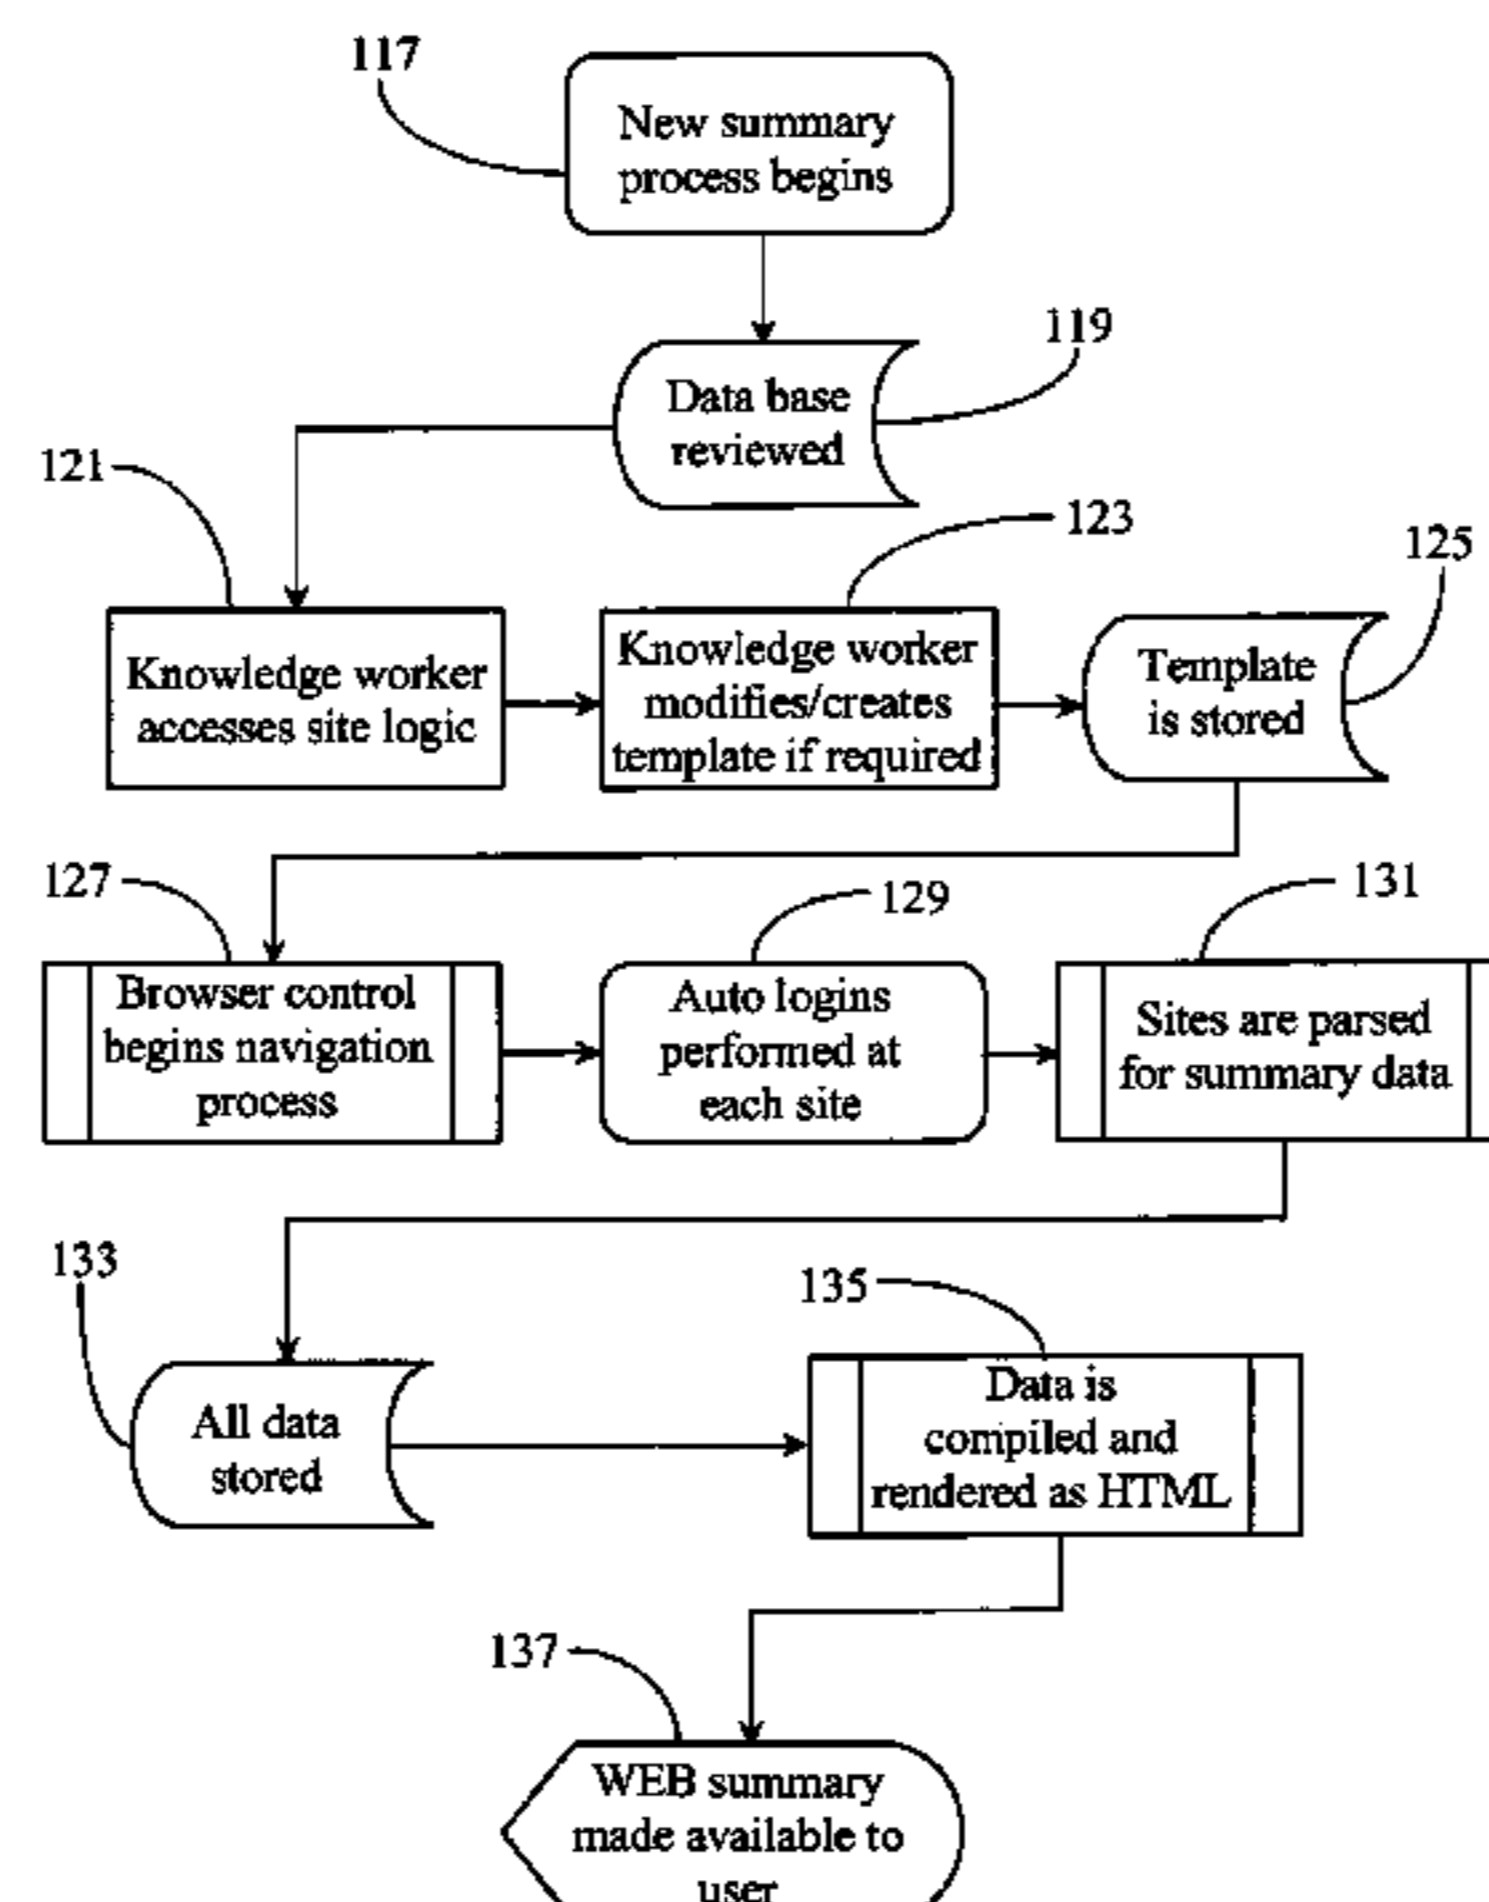 117
New summary
process begins
119
Data base
reviewed
121
123
125
Knowledge worker
accesses site logic
Knowledge worker
modifies/creates
template if required
Template
is stored
127
129
131
Browser control
begins navigation
process
Auto logins
performed at
each site
Sites are parsed
for summary data
133
135
All data
stored
Data is
compiled and
rendered as HTML
137
WEB summary
made available to
user